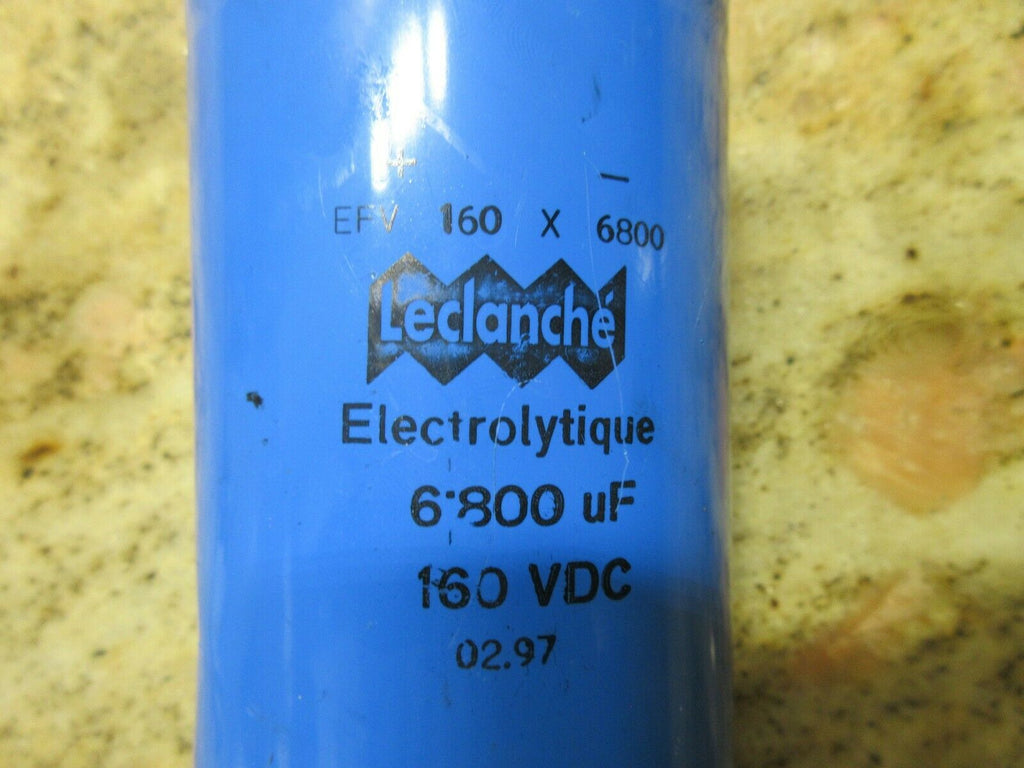 + –
EFV 160 X 6800
Leclanché
Electrolytique
6800 uF
160 VDC
02.97